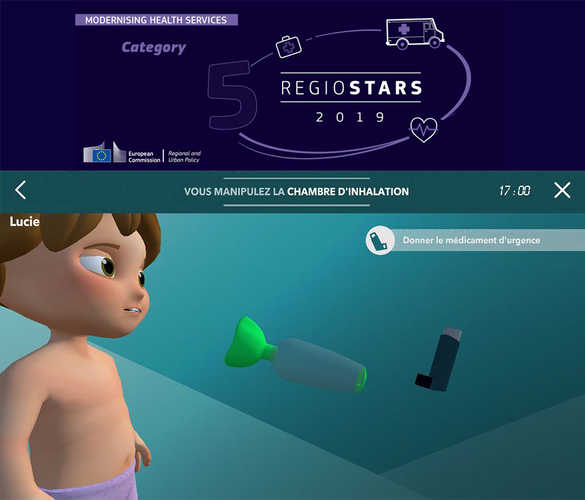 MODERNISING HEALTH SERVICES
Category
5
REGIOSTARS
2019
European Commission
Regional and Urban Policy
VOUS MANIPULEZ LA CHAMBRE D'INHALATION
17:00
Lucie
Donner le médicament d'urgence